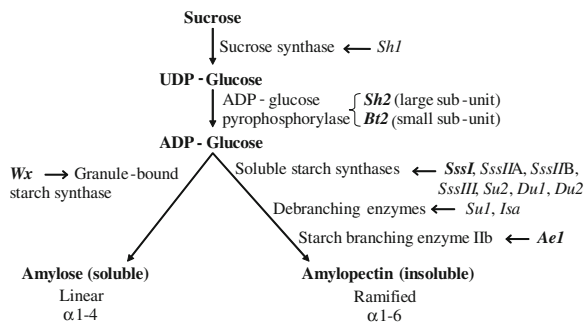 Sucrose
Sucrose synthase ← Sh1
UDP - Glucose
ADP - glucose
pyrophosphorylase
Sh2 (large sub-unit)
Bt2 (small sub-unit)
ADP - Glucose
Wx → Granule-bound
starch synthase
Soluble starch synthases ← SssI, SssIIA, SssIIB,
SssIII, Su2, Du1, Du2
Debranching enzymes ← Su1, Isa
Starch branching enzyme IIb ← Ae1
Amylose (soluble)
Linear
α1-4
Amylopectin (insoluble)
Ramified
α1-6